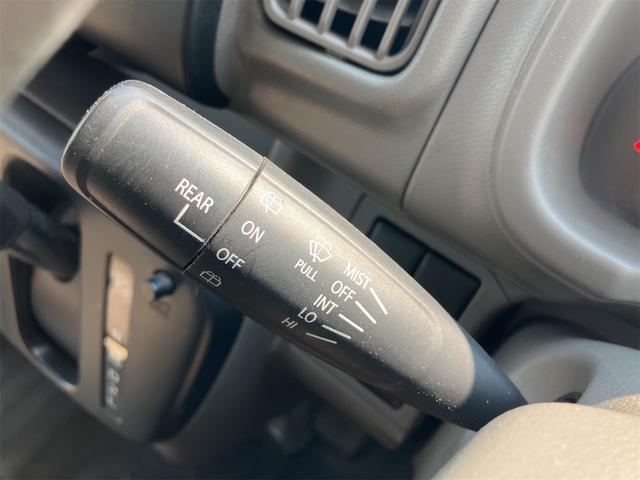 REAR
ON
OFF
PULL
MIST
OFF
INT
LO
HI